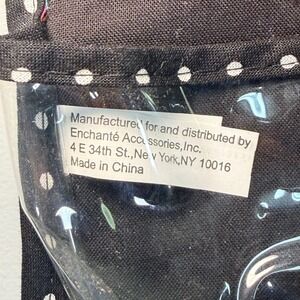 Manufactured for and distributed by
Enchanté Accessories,Inc.
4 E 34th St.,New York,NY 10016
Made in China